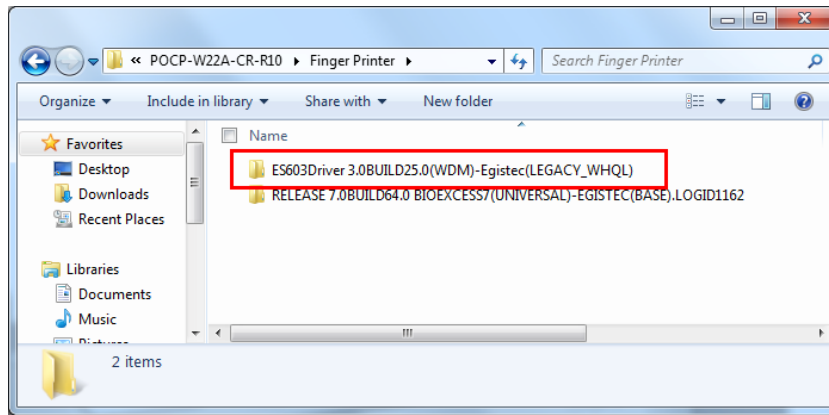 « POCP-W22A-CR-R10 ▸ Finger Printer ▸ Search Finger Printer
Organize ▾ Include in library ▾ Share with ▾ New folder
Favorites
Desktop
Downloads
Recent Places
Libraries
Documents
Music
Name
ES603Driver 3.0BUILD25.0(WDM)-Egistec(LEGACY_WHQL)
RELEASE 7.0BUILD64.0 BIOEXCESS7(UNIVERSAL)-EGISTEC(BASE).LOGID1162
2 items